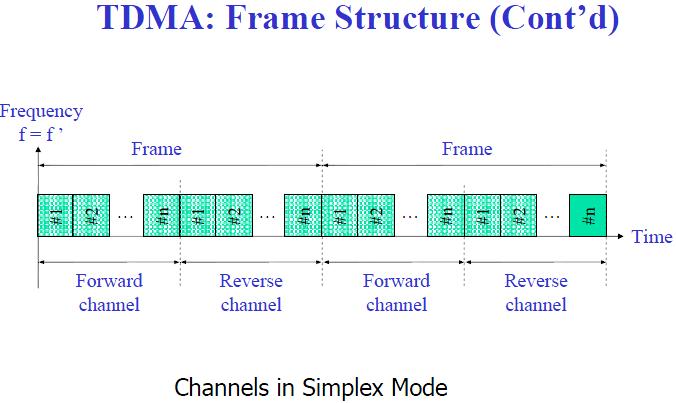 TDMA: Frame Structure (Cont’d)
Frequency
f = f ’
Frame Frame
#1 #2 … #n #1 #2 … #n #1 #2 … #n #1 #2 … #n
Time
Forward channel
Reverse channel
Forward channel
Reverse channel
Channels in Simplex Mode